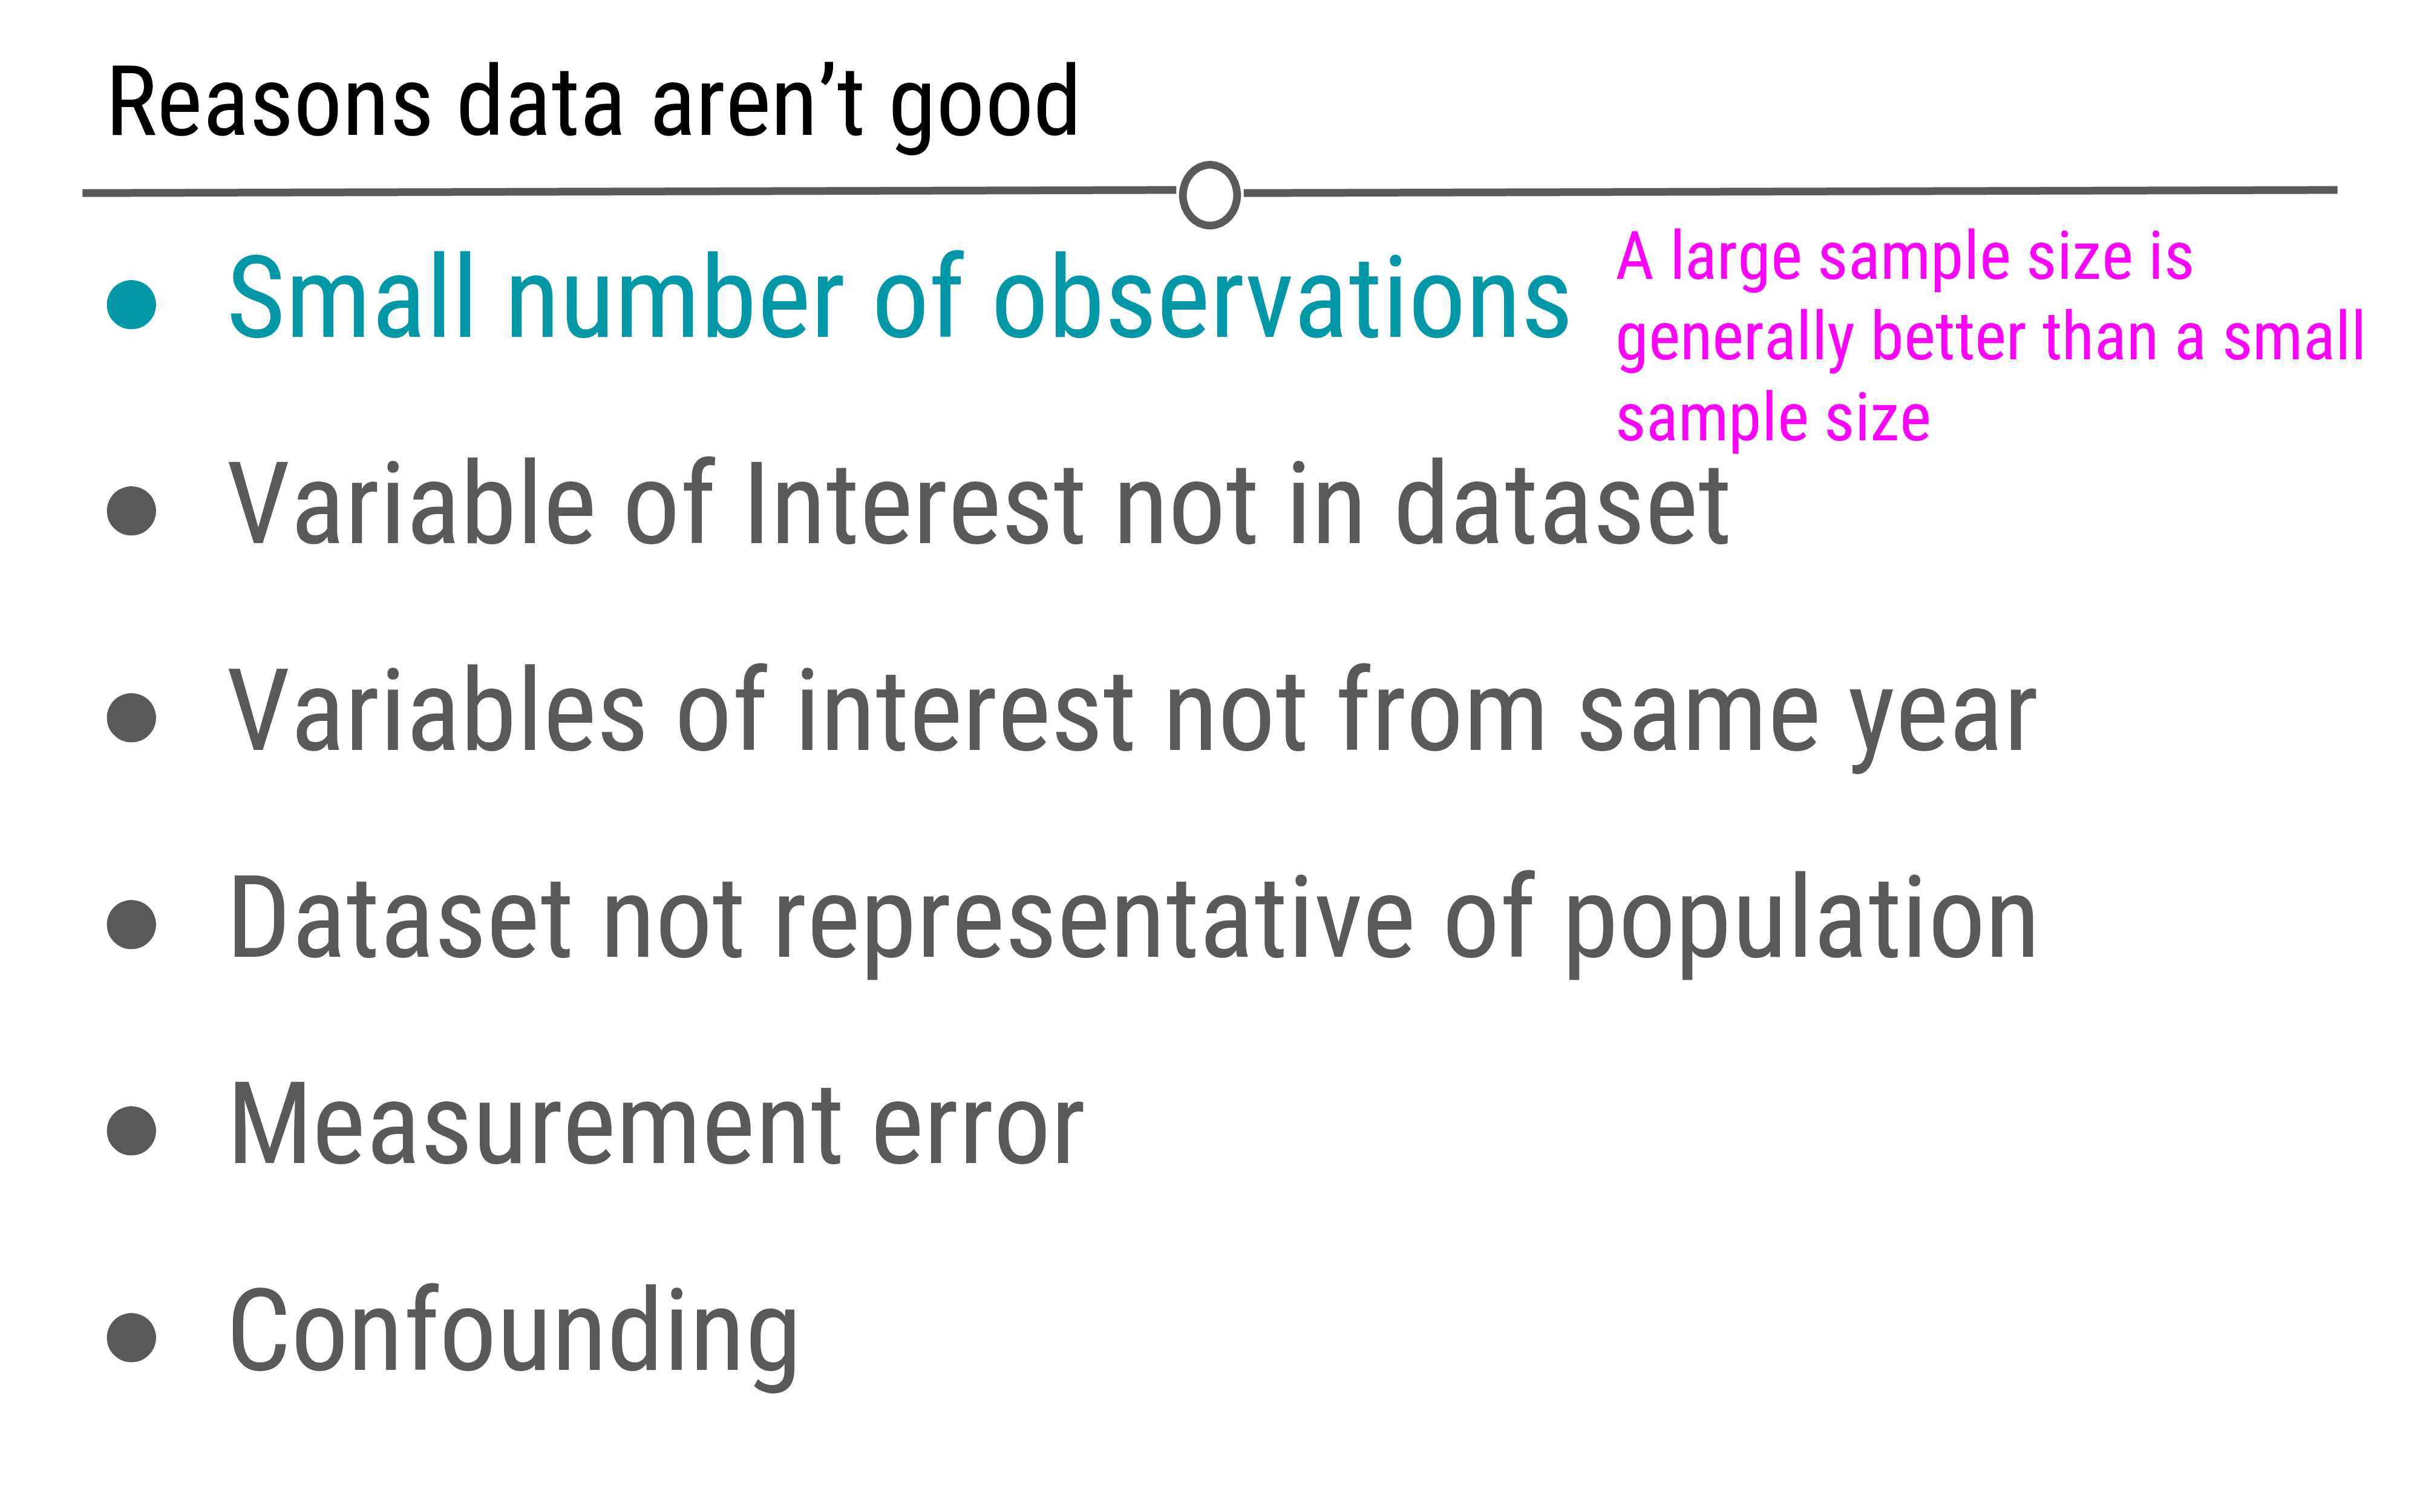 Reasons data aren’t good
● Small number of observations
A large sample size is
generally better than a small
sample size
● Variable of Interest not in dataset
● Variables of interest not from same year
● Dataset not representative of population
● Measurement error
● Confounding